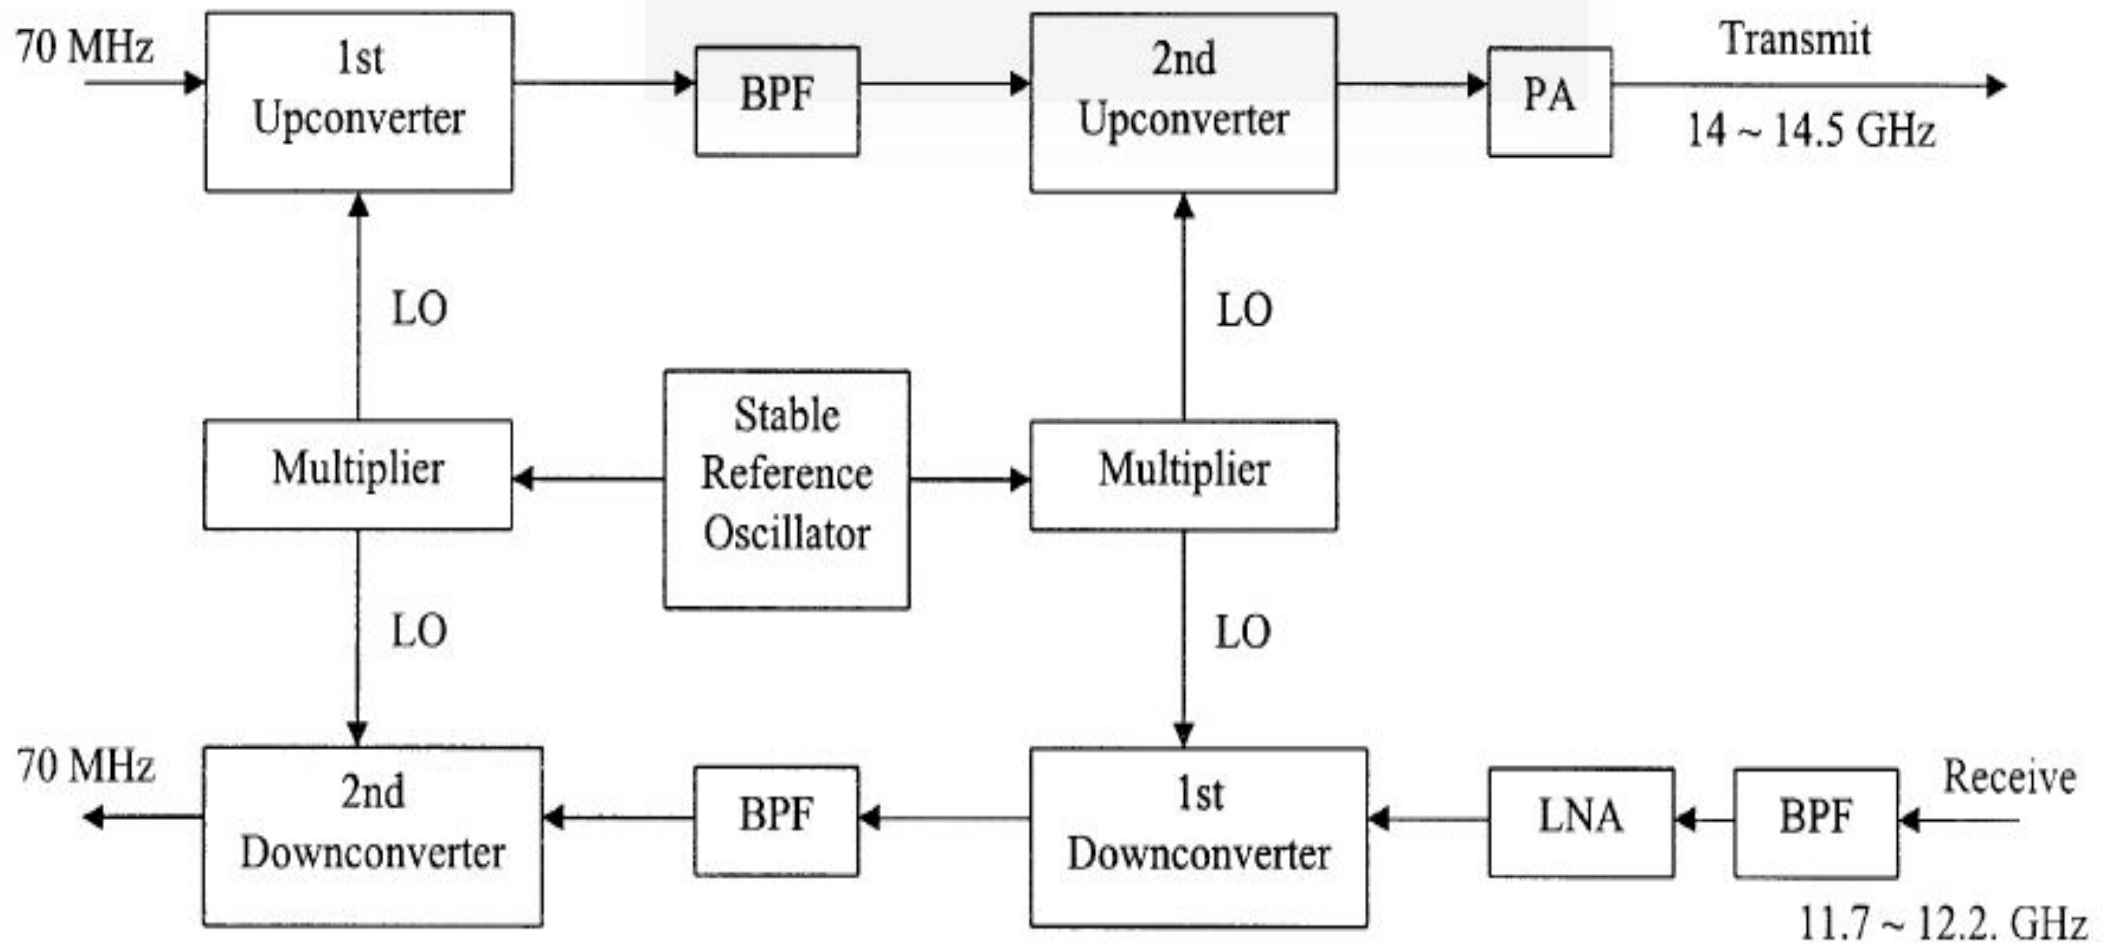 70 MHz
1st
Upconverter
BPF
2nd
Upconverter
PA
Transmit
14 ~ 14.5 GHz
LO
LO
Multiplier
Stable
Reference
Oscillator
Multiplier
LO
LO
70 MHz
2nd
Downconverter
BPF
1st
Downconverter
LNA
BPF
Receive
11.7 ~ 12.2. GHz